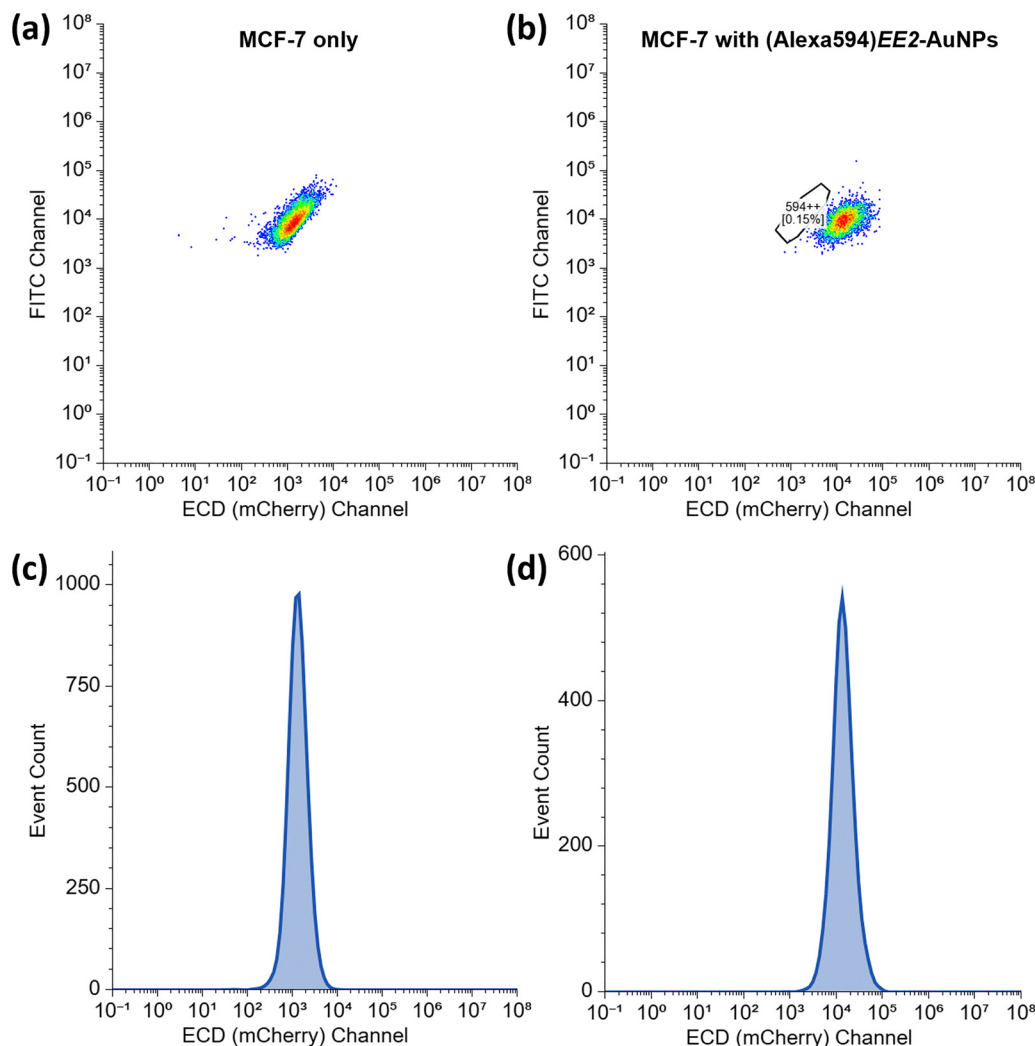 (a)
MCF-7 only
10⁸
10⁷
10⁶
10⁵
10⁴
10³
10²
10¹
10⁰
10⁻¹
FITC Channel
10⁻¹ 10⁰ 10¹ 10² 10³ 10⁴ 10⁵ 10⁶ 10⁷ 10⁸
ECD (mCherry) Channel
(b)
MCF-7 with (Alexa594)EE2-AuNPs
10⁸
10⁷
10⁶
10⁵
10⁴
10³
10²
10¹
10⁰
10⁻¹
FITC Channel
594++
[0.15%]
10⁻¹ 10⁰ 10¹ 10² 10³ 10⁴ 10⁵ 10⁶ 10⁷ 10⁸
ECD (mCherry) Channel
(c)
1000
750
500
250
0
Event Count
10⁻¹ 10⁰ 10¹ 10² 10³ 10⁴ 10⁵ 10⁶ 10⁷ 10⁸
ECD (mCherry) Channel
(d)
600
400
200
0
Event Count
10⁻¹ 10⁰ 10¹ 10² 10³ 10⁴ 10⁵ 10⁶ 10⁷ 10⁸
ECD (mCherry) Channel